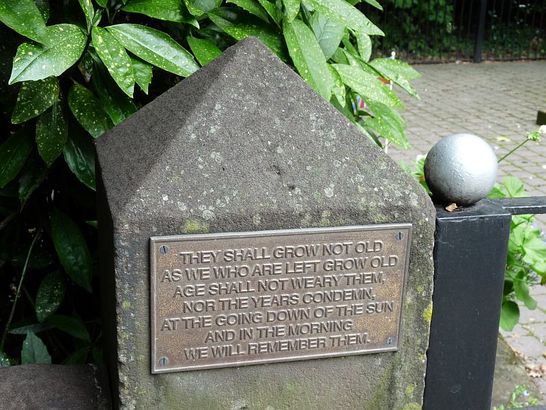 THEY SHALL GROW NOT OLD
AS WE WHO ARE LEFT GROW OLD
AGE SHALL NOT WEARY THEM,
NOR THE YEARS CONDEMN.
AT THE GOING DOWN OF THE SUN
AND IN THE MORNING
WE WILL REMEMBER THEM.